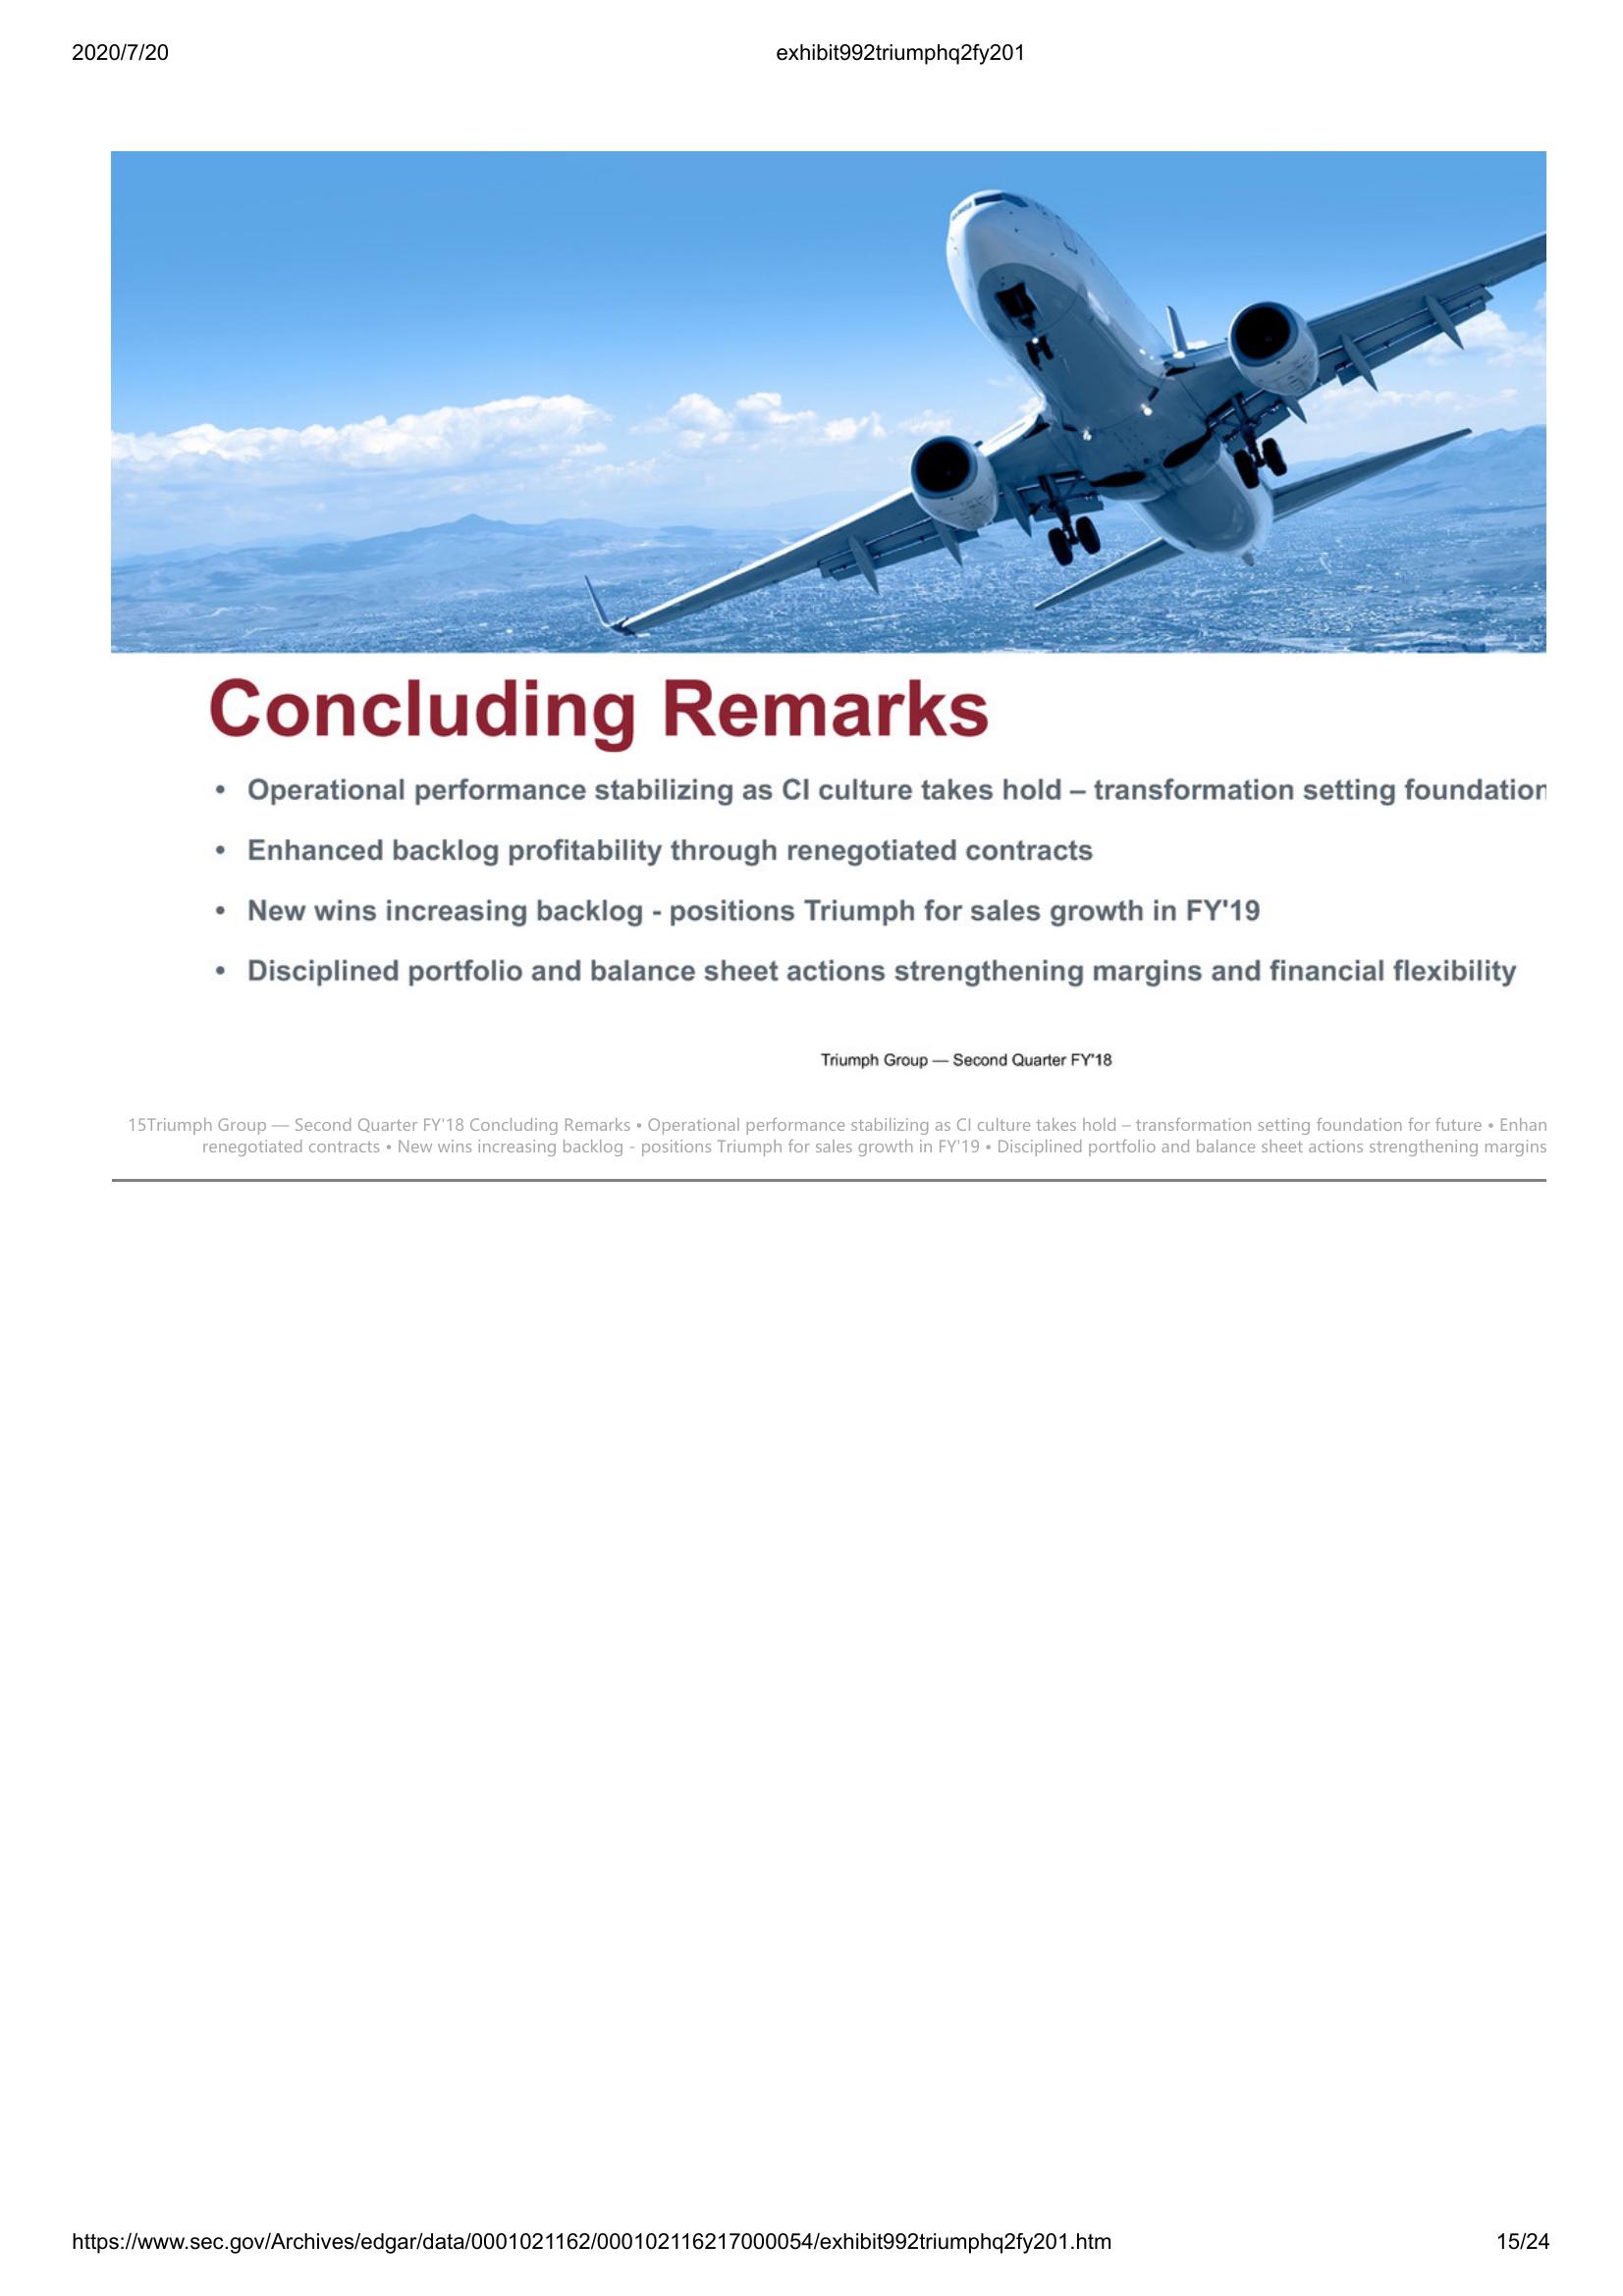 2020/7/20 exhibit992triumphq2fy201
Concluding Remarks
• Operational performance stabilizing as CI culture takes hold – transformation setting foundation
• Enhanced backlog profitability through renegotiated contracts
• New wins increasing backlog - positions Triumph for sales growth in FY'19
• Disciplined portfolio and balance sheet actions strengthening margins and financial flexibility
Triumph Group — Second Quarter FY'18
15Triumph Group — Second Quarter FY'18 Concluding Remarks • Operational performance stabilizing as CI culture takes hold – transformation setting foundation for future • Enhan
renegotiated contracts • New wins increasing backlog - positions Triumph for sales growth in FY'19 • Disciplined portfolio and balance sheet actions strengthening margins
https://www.sec.gov/Archives/edgar/data/0001021162/000102116217000054/exhibit992triumphq2fy201.htm 15/24